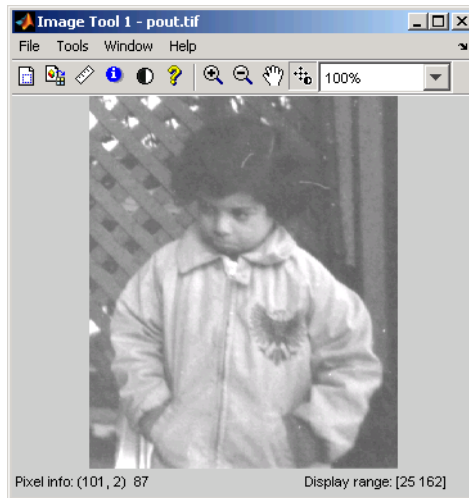 Image Tool 1 - pout.tif
File Tools Window Help
100%
Pixel info: (101, 2) 87 Display range: [25 162]